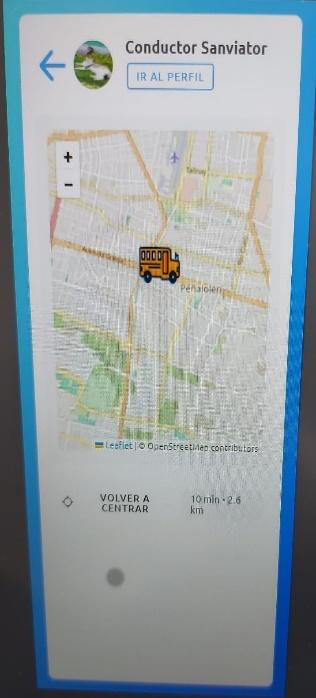 Conductor Sanviator
IR AL PERFIL
+
−
Peñalolén
Leaflet | © OpenStreetMap contributors
VOLVER A
CENTRAR
10 min • 2.6
km